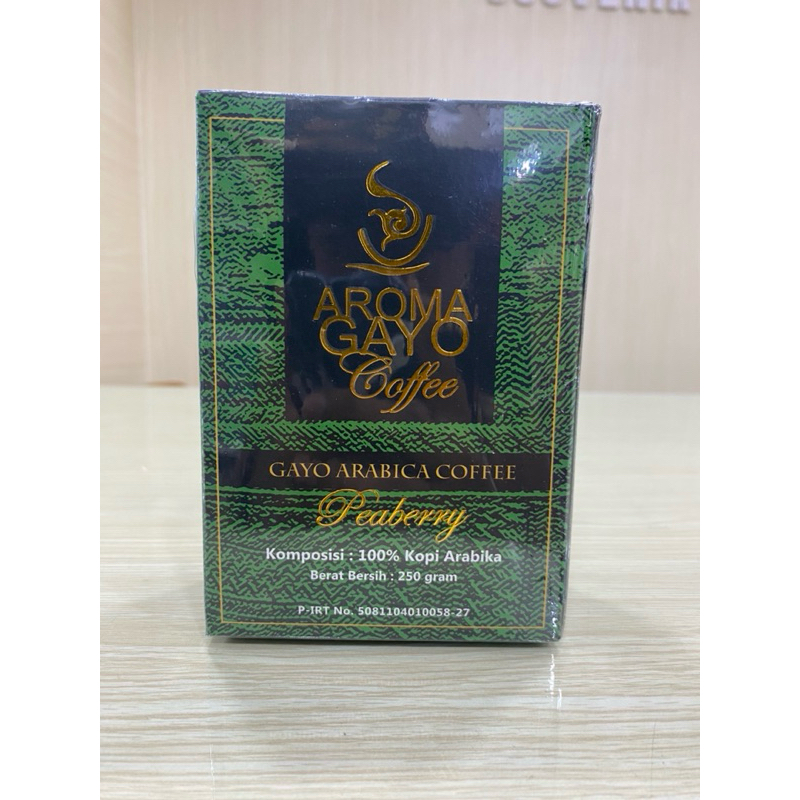 AROMA
GAYO
Coffee
GAYO ARABICA COFFEE
Peaberry
Komposisi : 100% Kopi Arabika
Berat Bersih : 250 gram
P-IRT No. 5081104010058-27